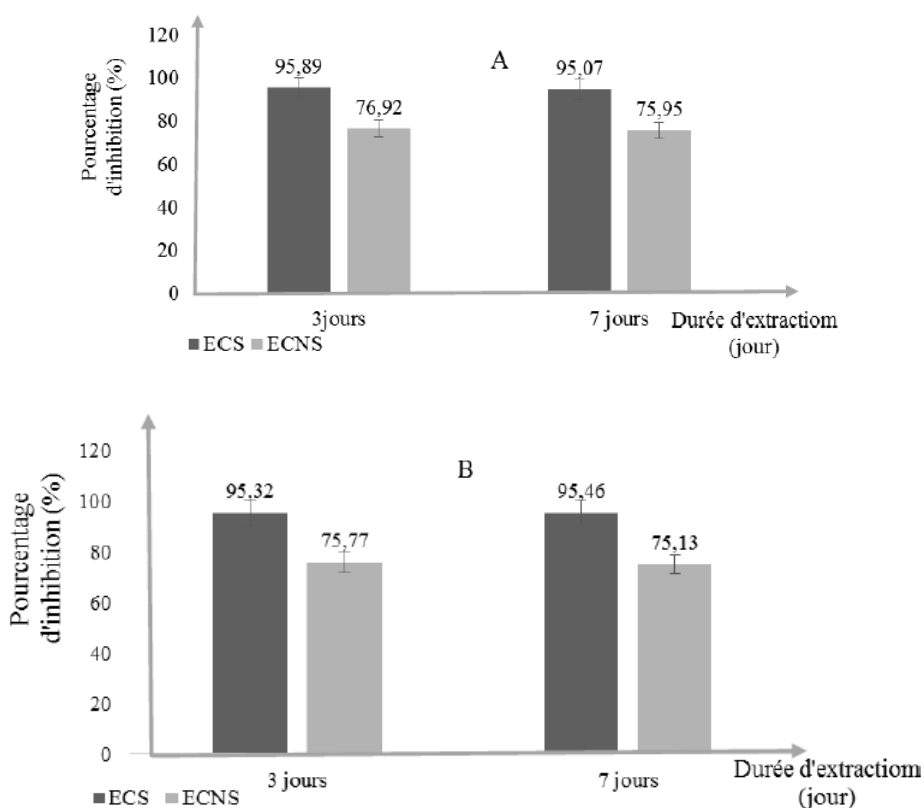 Pourcentage
d'inhibition (%)
120
100
80
60
40
20
0
A
95,89
76,92
95,07
75,95
3jours
7 jours
Durée d'extractiom
(jour)
ECS ECNS
Pourcentage
d'inhibition (%)
120
100
80
60
40
20
0
B
95,32
75,77
95,46
75,13
3 jours
7 jours
Durée d'extractiom
(jour)
ECS ECNS